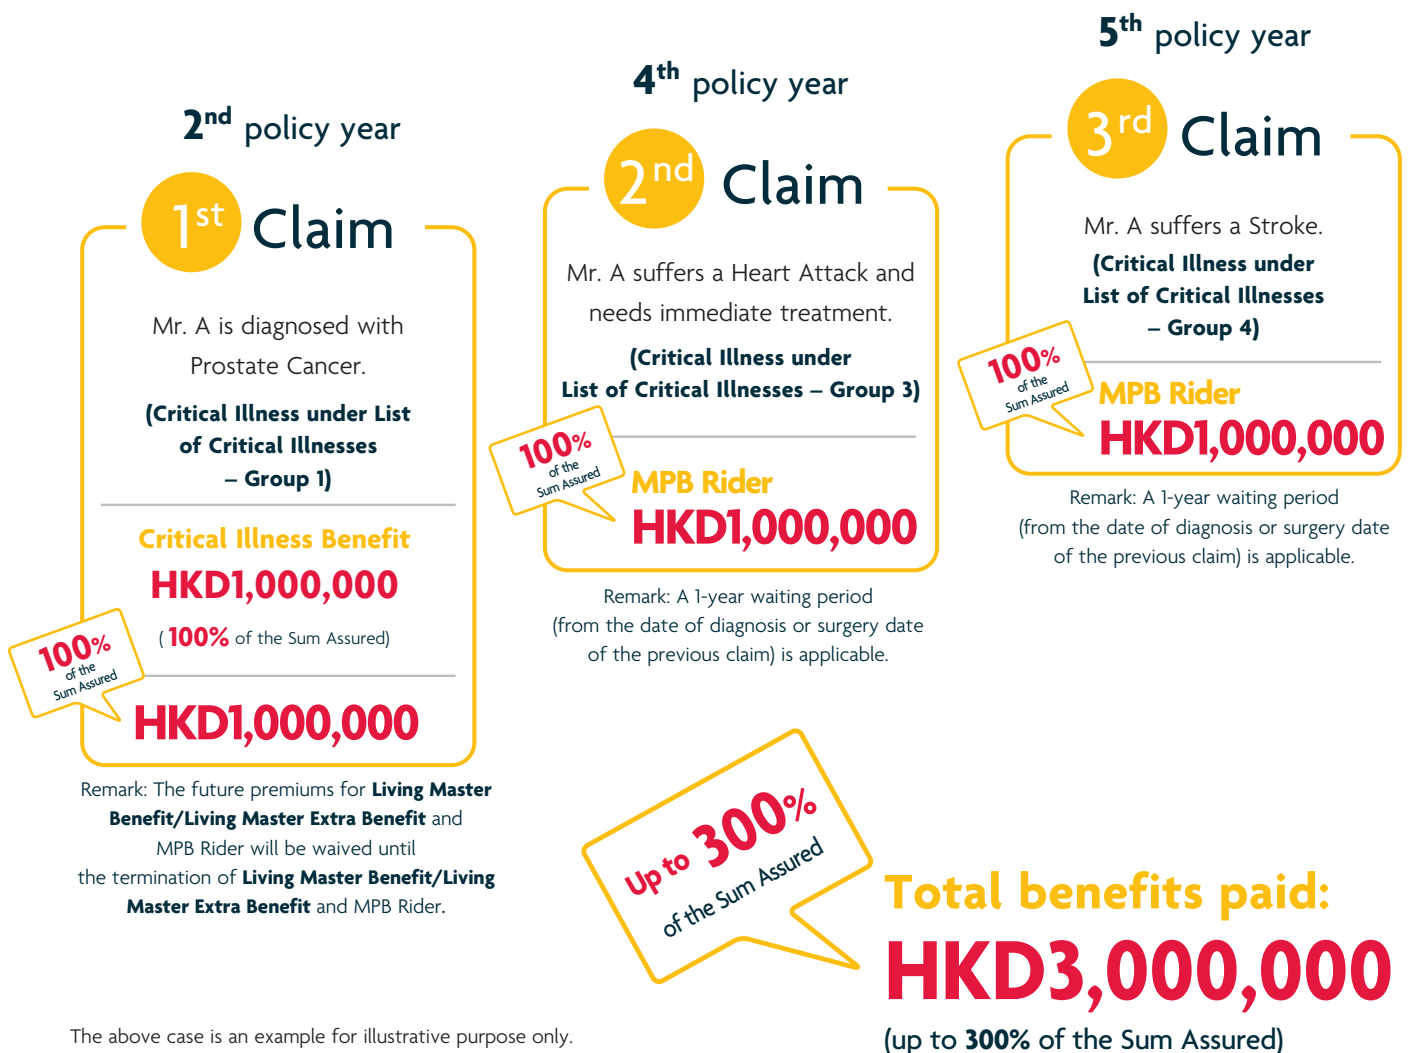 2nd policy year
1st Claim
Mr. A is diagnosed with
Prostate Cancer.
(Critical Illness under List
of Critical Illnesses
– Group 1)
Critical Illness Benefit
HKD1,000,000
( 100% of the Sum Assured)
100%
of the
Sum Assured
HKD1,000,000
Remark: The future premiums for Living Master
Benefit/Living Master Extra Benefit and
MPB Rider will be waived until
the termination of Living Master Benefit/Living
Master Extra Benefit and MPB Rider.
4th policy year
2nd Claim
Mr. A suffers a Heart Attack and
needs immediate treatment.
(Critical Illness under
List of Critical Illnesses – Group 3)
100%
of the
Sum Assured
MPB Rider
HKD1,000,000
Remark: A 1-year waiting period
(from the date of diagnosis or surgery date
of the previous claim) is applicable.
5th policy year
3rd Claim
Mr. A suffers a Stroke.
(Critical Illness under
List of Critical Illnesses
– Group 4)
100%
of the
Sum Assured
MPB Rider
HKD1,000,000
Remark: A 1-year waiting period
(from the date of diagnosis or surgery date
of the previous claim) is applicable.
Up to 300%
of the Sum Assured
Total benefits paid:
HKD3,000,000
(up to 300% of the Sum Assured)
The above case is an example for illustrative purpose only.